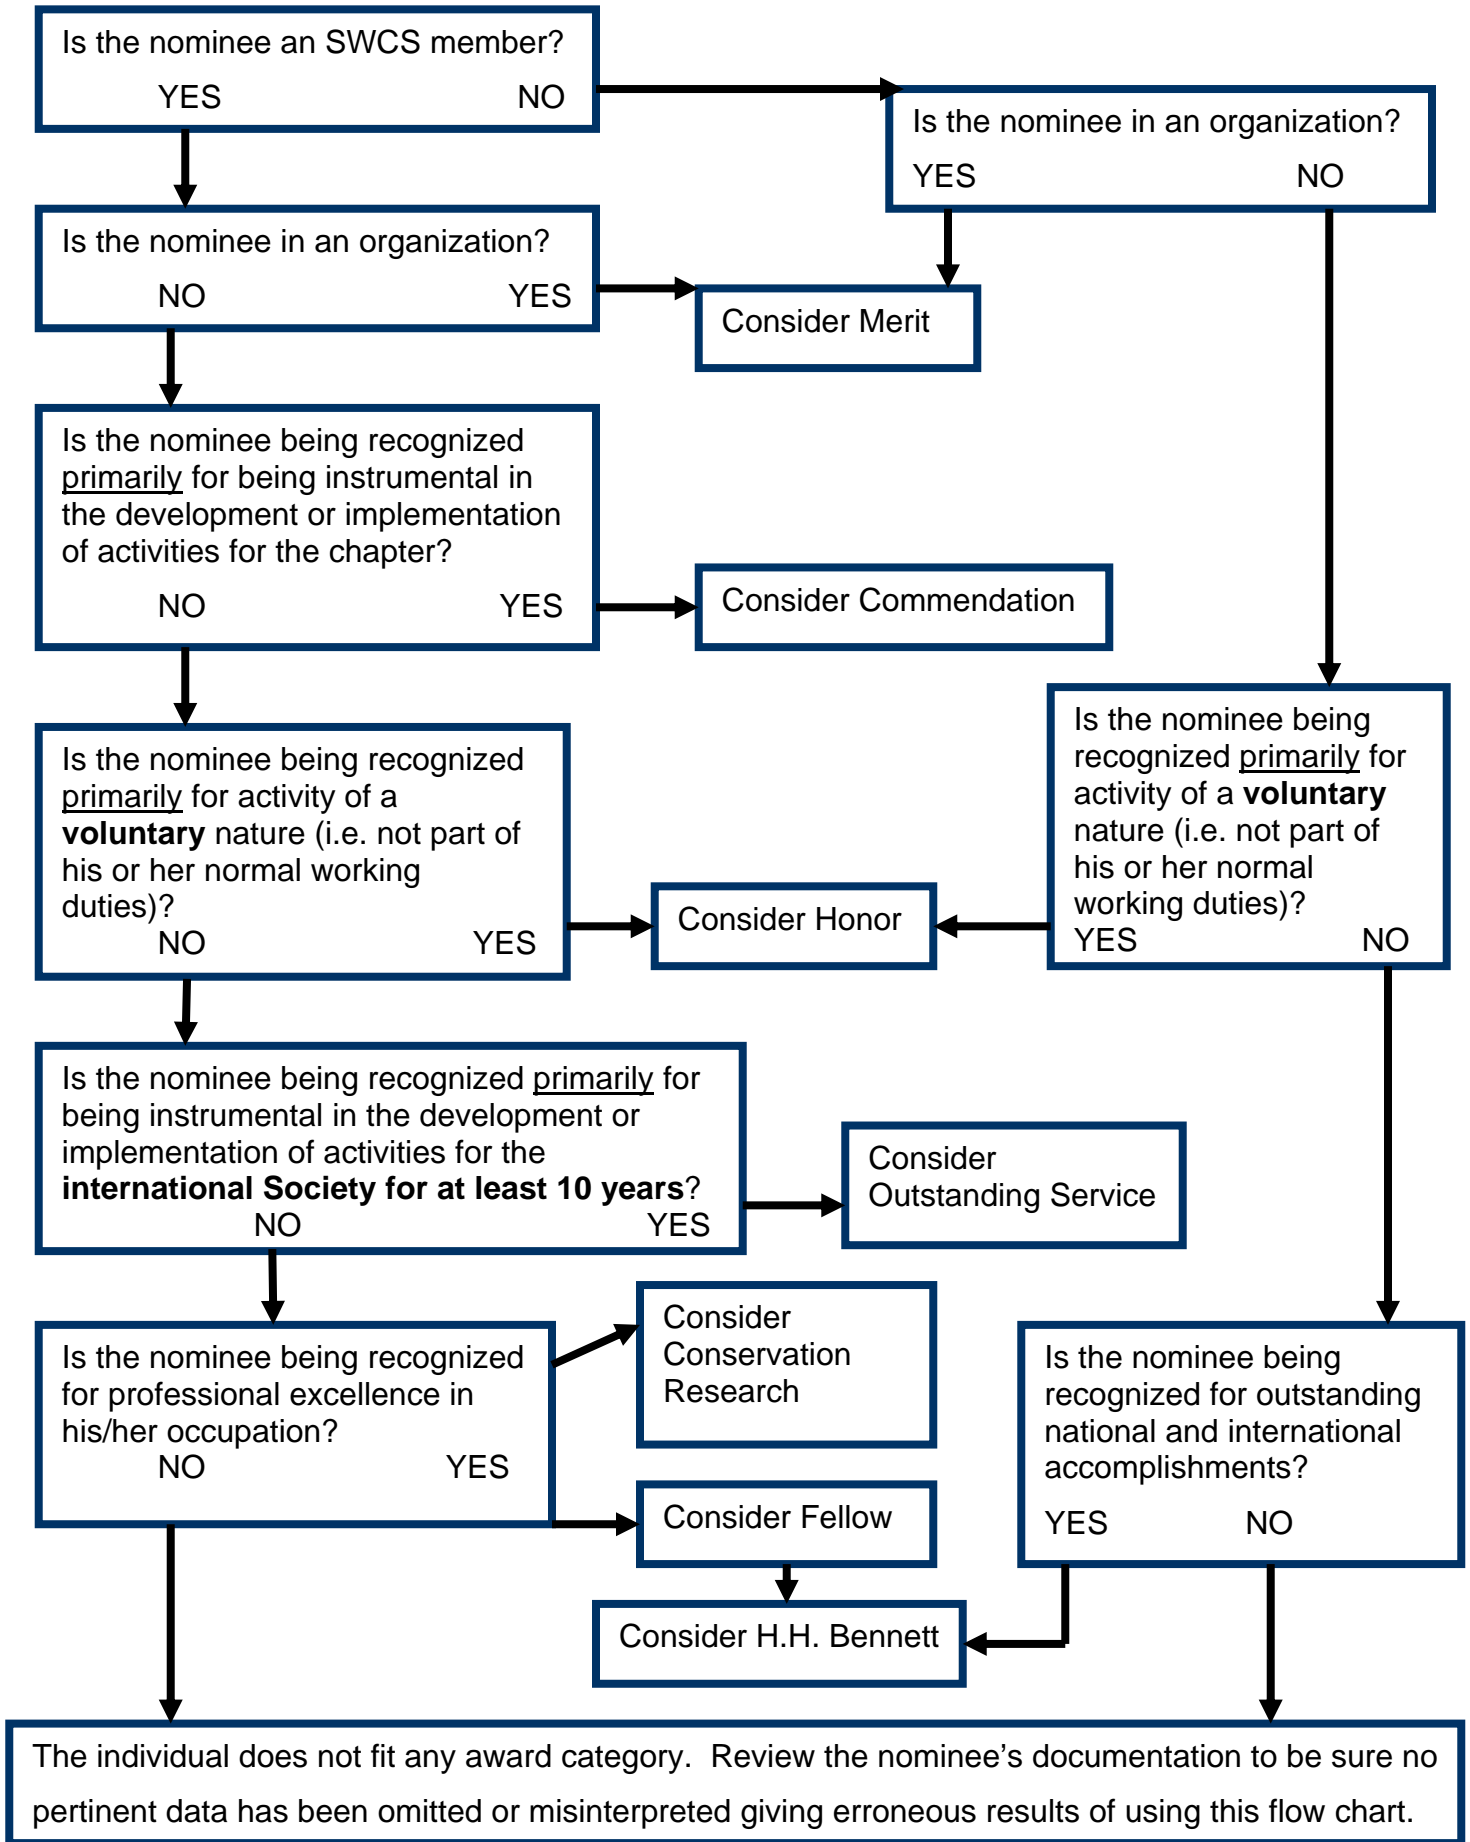 Is the nominee an SWCS member?
YES NO
Is the nominee in an organization?
YES NO
Is the nominee in an organization?
NO YES
Consider Merit
Is the nominee being recognized
primarily for being instrumental in
the development or implementation
of activities for the chapter?
NO YES
Consider Commendation
Is the nominee being recognized
primarily for activity of a
voluntary nature (i.e. not part of
his or her normal working
duties)?
NO YES
Consider Honor
Is the nominee being
recognized primarily for
activity of a voluntary
nature (i.e. not part of
his or her normal
working duties)?
YES NO
Is the nominee being recognized primarily for
being instrumental in the development or
implementation of activities for the
international Society for at least 10 years?
NO YES
Consider
Outstanding Service
Is the nominee being recognized
for professional excellence in
his/her occupation?
NO YES
Consider
Conservation
Research
Consider Fellow
Is the nominee being
recognized for outstanding
national and international
accomplishments?
YES NO
Consider H.H. Bennett
The individual does not fit any award category. Review the nominee's documentation to be sure no
pertinent data has been omitted or misinterpreted giving erroneous results of using this flow chart.